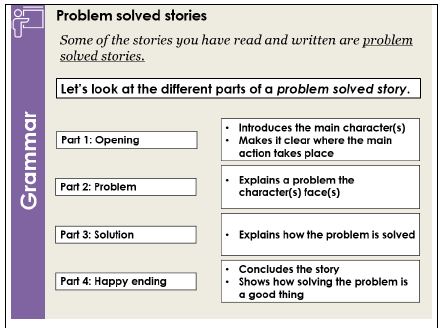 Grammar
Problem solved stories
Some of the stories you have read and written are problem
solved stories.
Let's look at the different parts of a problem solved story.
Part 1: Opening
• Introduces the main character(s)
• Makes it clear where the main
action takes place
Part 2: Problem
• Explains a problem the
character(s) face(s)
Part 3: Solution
• Explains how the problem is solved
Part 4: Happy ending
• Concludes the story
• Shows how solving the problem is
a good thing